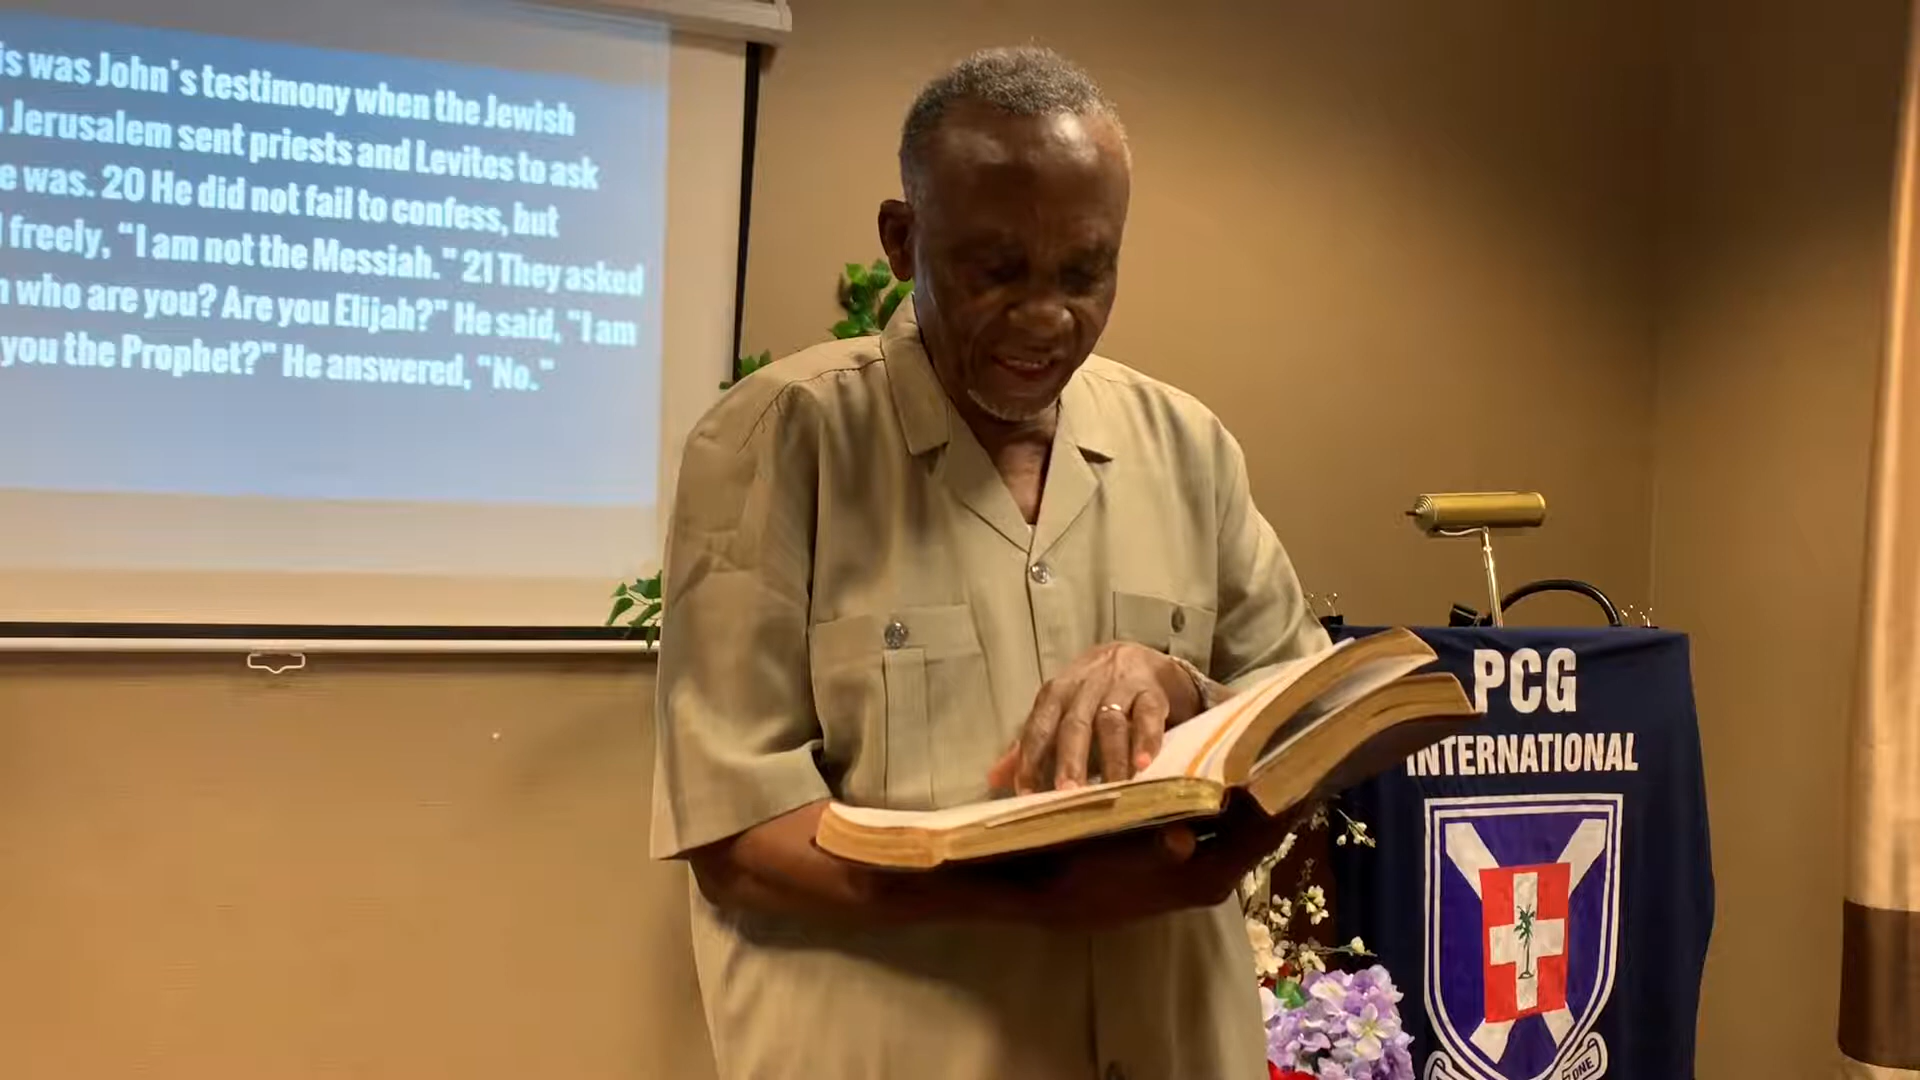 is was John's testimony when the Jewish
Jerusalem sent priests and Levites to ask
e was. 20 He did not fail to confess, but
freely, “I am not the Messiah." 21 They asked
who are you? Are you Elijah?" He said, "I am
you the Prophet?" He answered, "No."
PCG
INTERNATIONAL
ONE